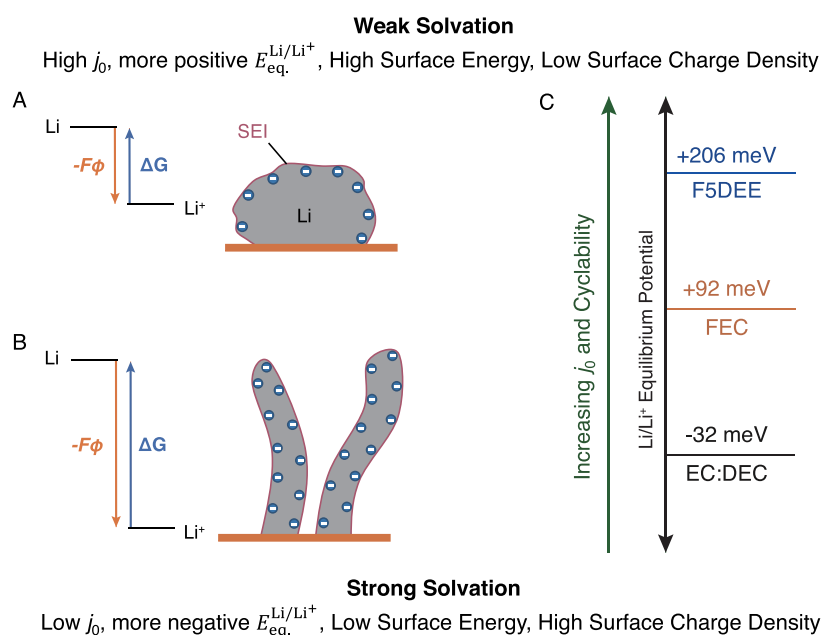 Weak Solvation
High j₀, more positive E_eq.^Li/Li⁺, High Surface Energy, Low Surface Charge Density
A
Li
-Fϕ
ΔG
Li⁺
SEI
Li
B
Li
-Fϕ
ΔG
Li⁺
C
Increasing j₀ and Cyclability
Li/Li⁺ Equilibrium Potential
+206 meV
F5DEE
+92 meV
FEC
-32 meV
EC:DEC
Strong Solvation
Low j₀, more negative E_eq.^Li/Li⁺, Low Surface Energy, High Surface Charge Density